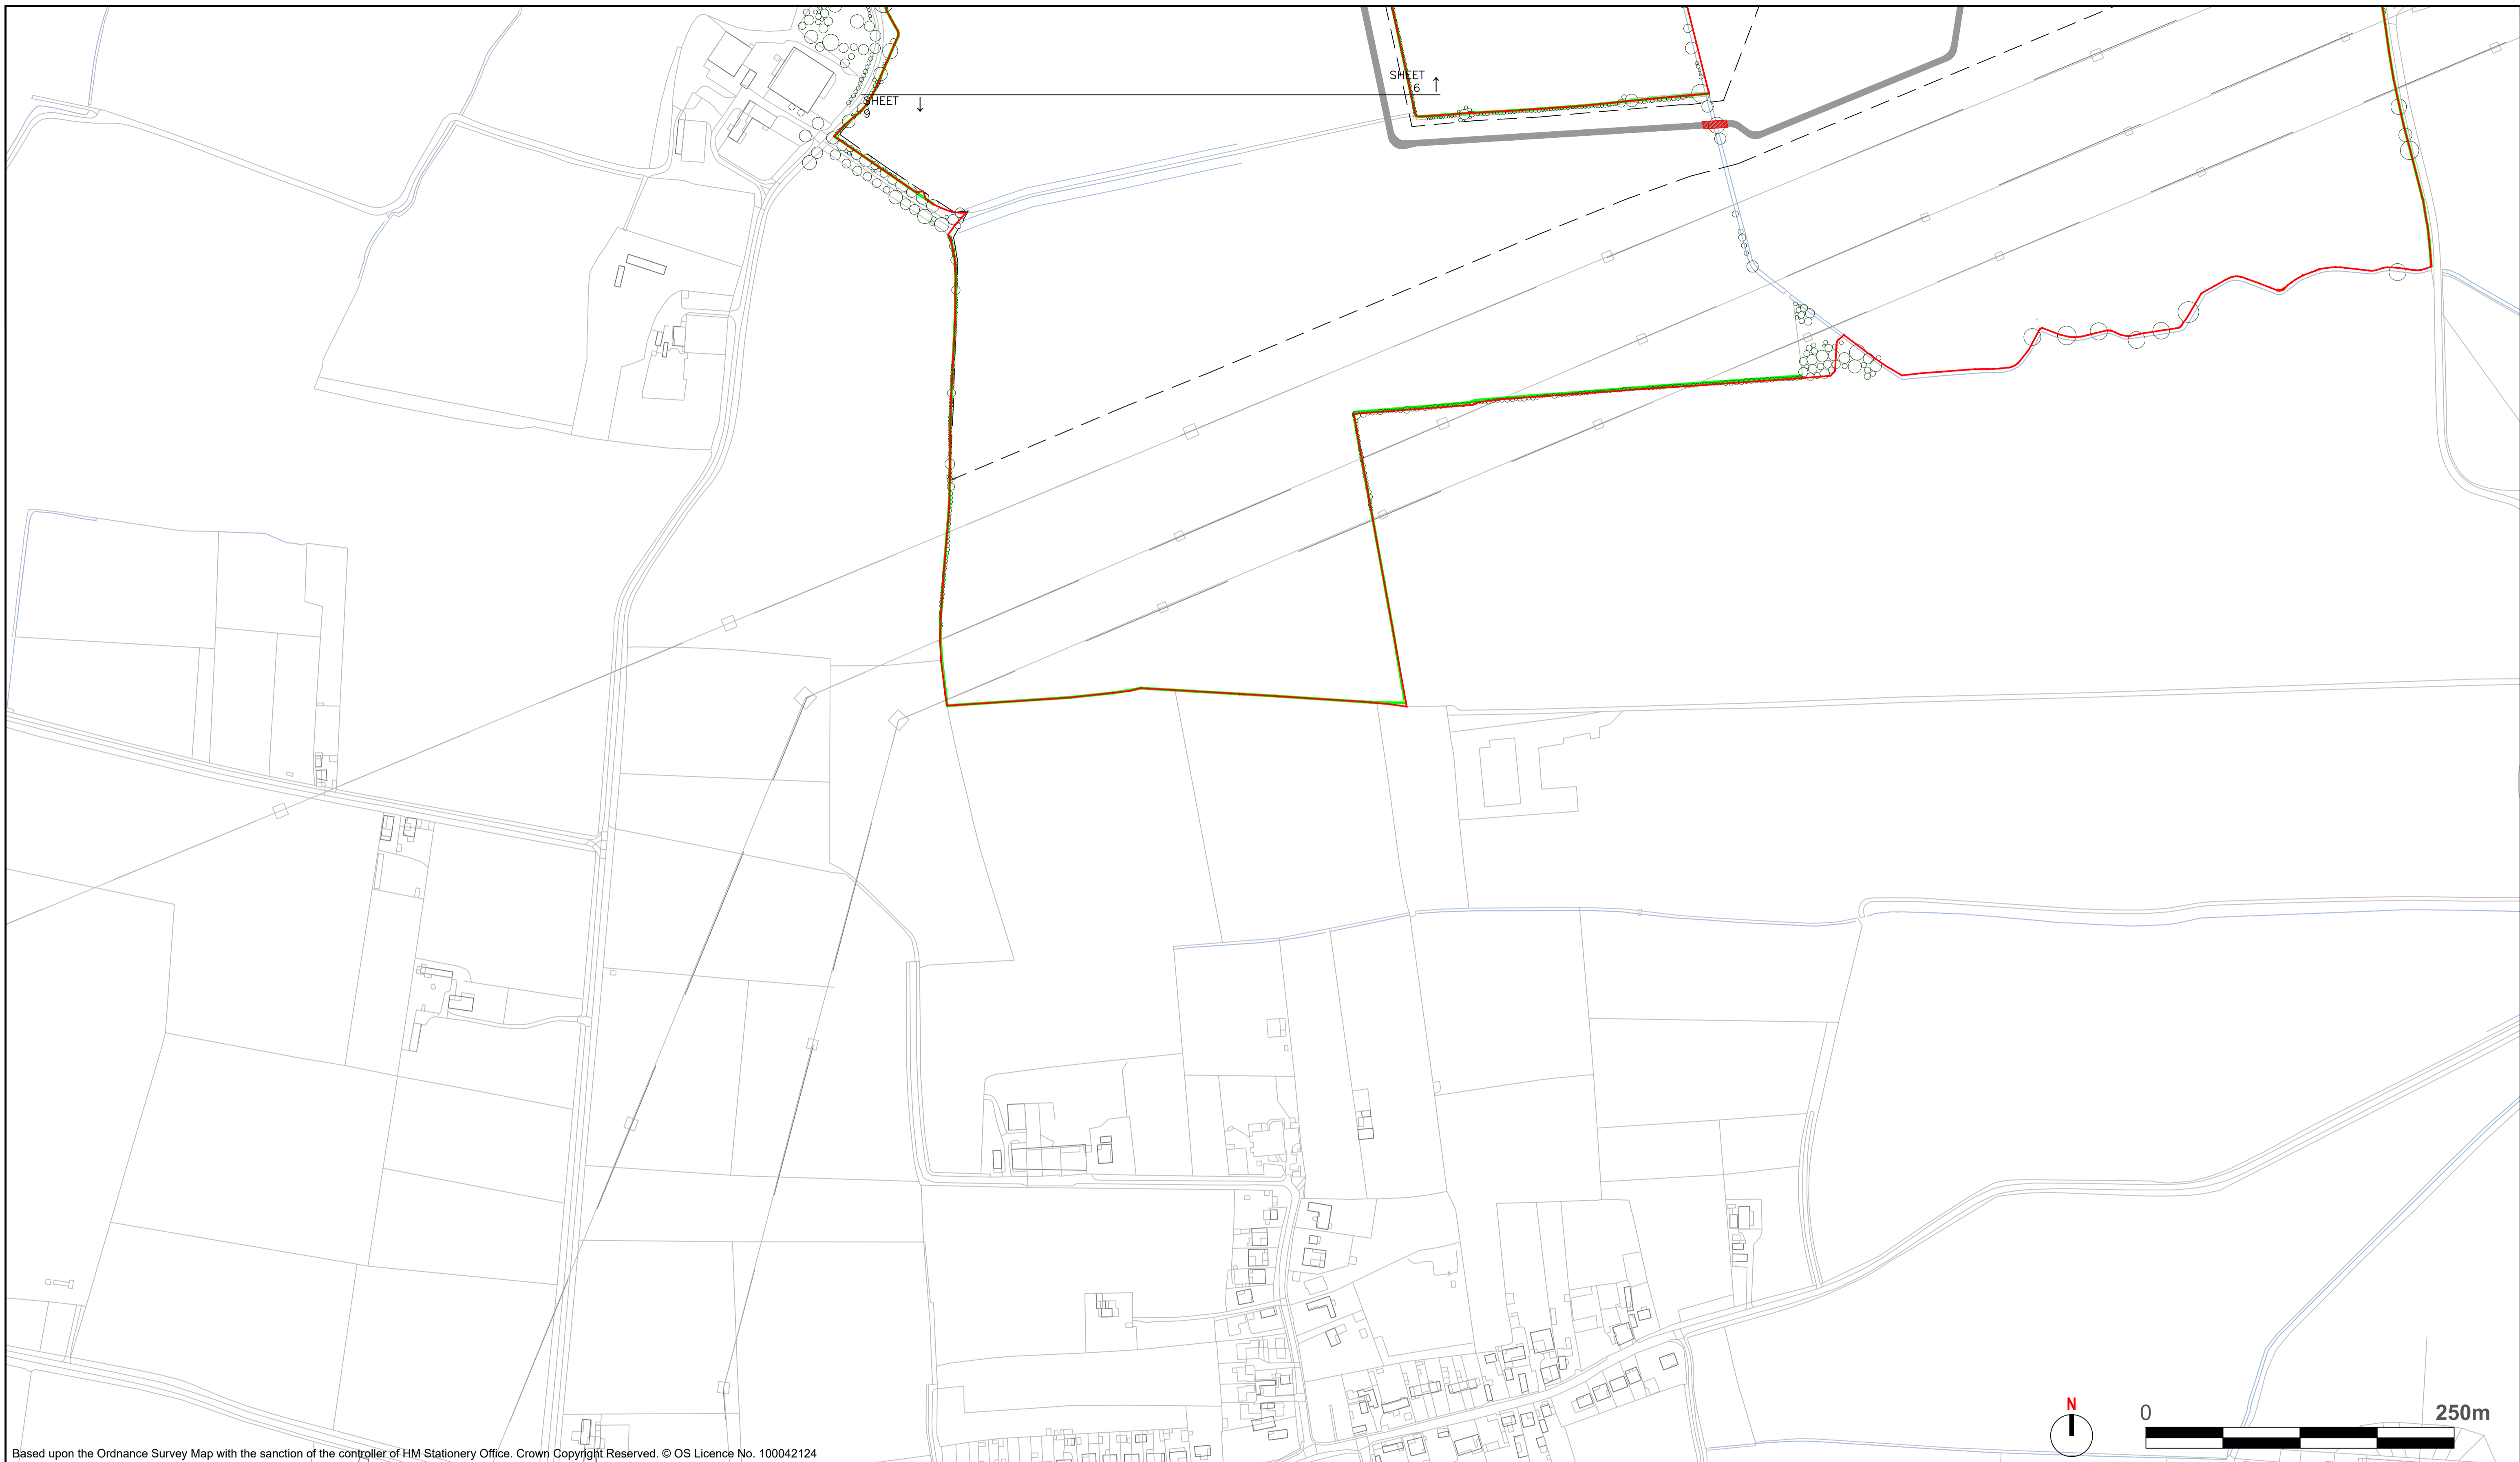 SHEET
6
SHEET
9
N
0
250m
Based upon the Ordnance Survey Map with the sanction of the controller of HM Stationery Office. Crown Copyright Reserved. © OS Licence No. 100042124